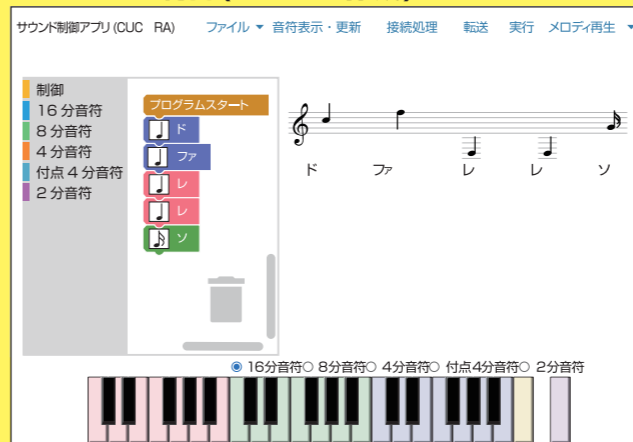 サウンド制御アプリ(CUC RA) ファイル 音符表示・更新 接続処理 転送 実行 メロディ再生
制御
16分音符
8分音符
4分音符
付点4分音符
2分音符
プログラムスタート
ド
ファ
レ
レ
ソ
ド ファ レ レ ソ
16分音符 8分音符 4分音符 付点4分音符 2分音符